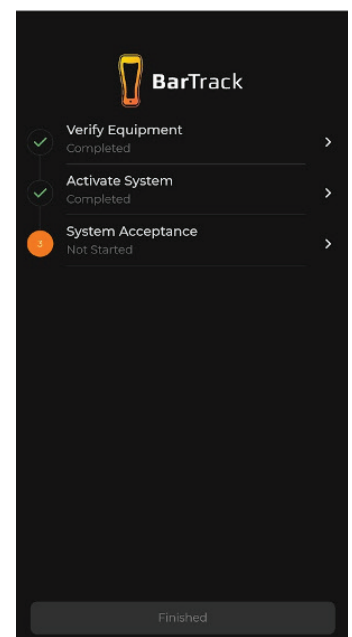 BarTrack
Verify Equipment
Completed
Activate System
Completed
3
System Acceptance
Not Started
Finished